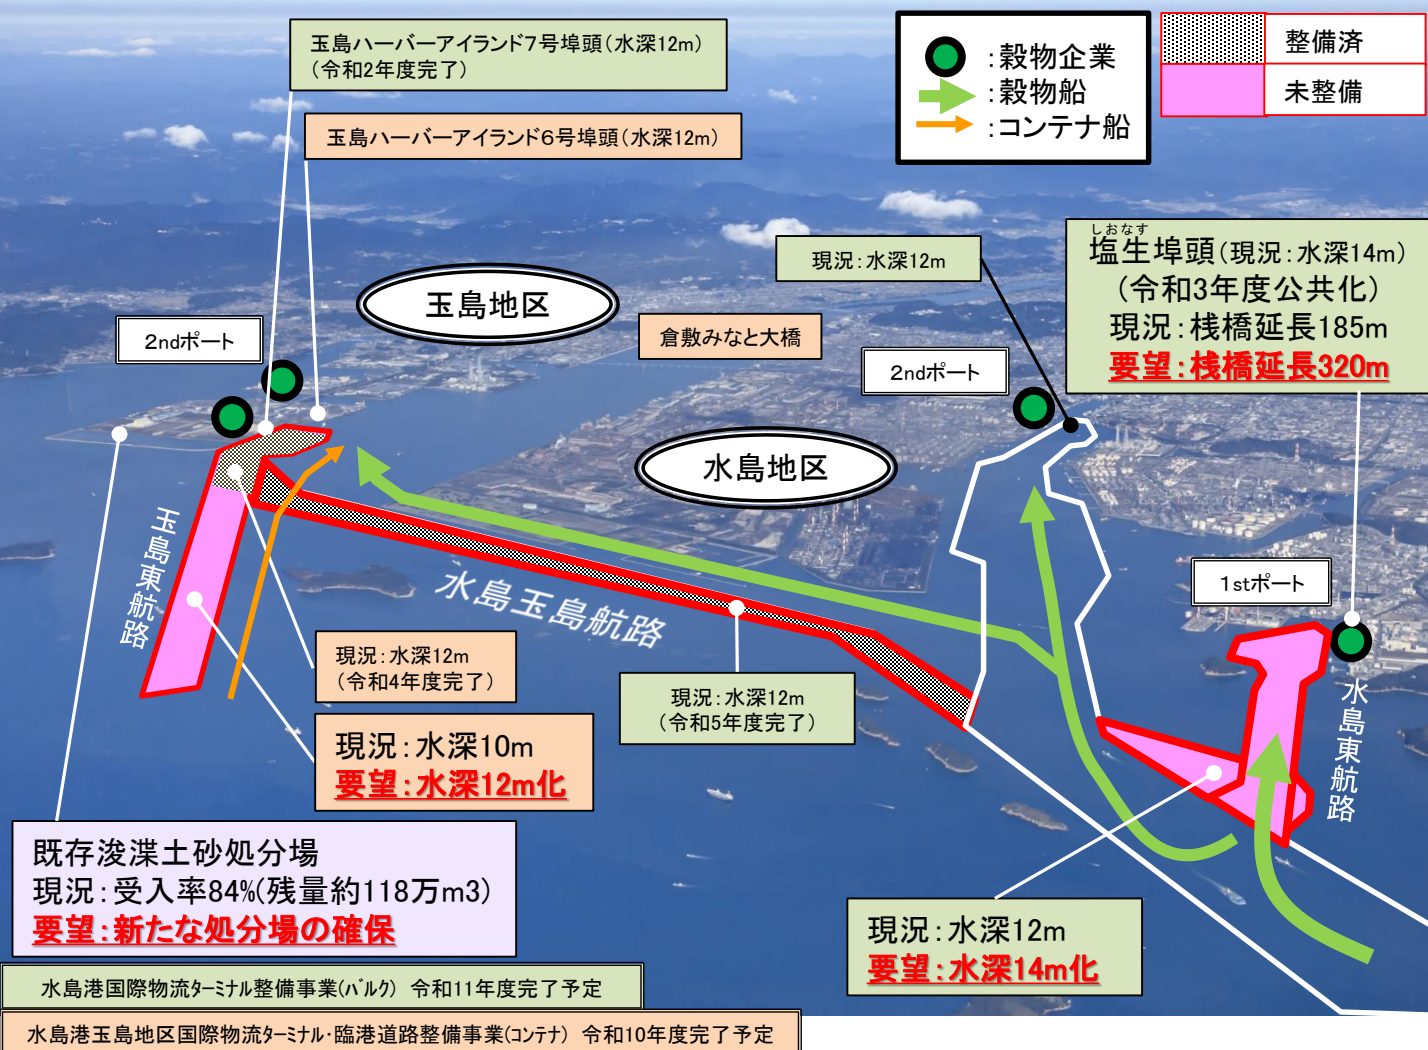 玉島ハーバーアイランド7号埠頭(水深12m)
(令和2年度完了)
玉島ハーバーアイランド6号埠頭(水深12m)
:穀物企業
:穀物船
:コンテナ船
整備済
未整備
玉島地区
2ndポート
現況:水深12m
倉敷みなと大橋
2ndポート
しおなす
塩生埠頭(現況:水深14m)
(令和3年度公共化)
現況:桟橋延長185m
要望:桟橋延長320m
水島地区
玉島東航路
水島玉島航路
1stポート
水島東航路
現況:水深12m
(令和4年度完了)
現況:水深12m
(令和5年度完了)
現況:水深10m
要望:水深12m化
既存浚渫土砂処分場
現況:受入率84%(残量約118万m3)
要望:新たな処分場の確保
現況:水深12m
要望:水深14m化
水島港国際物流ターミナル整備事業(バルク) 令和11年度完了予定
水島港玉島地区国際物流ターミナル・臨港道路整備事業(コンテナ) 令和10年度完了予定